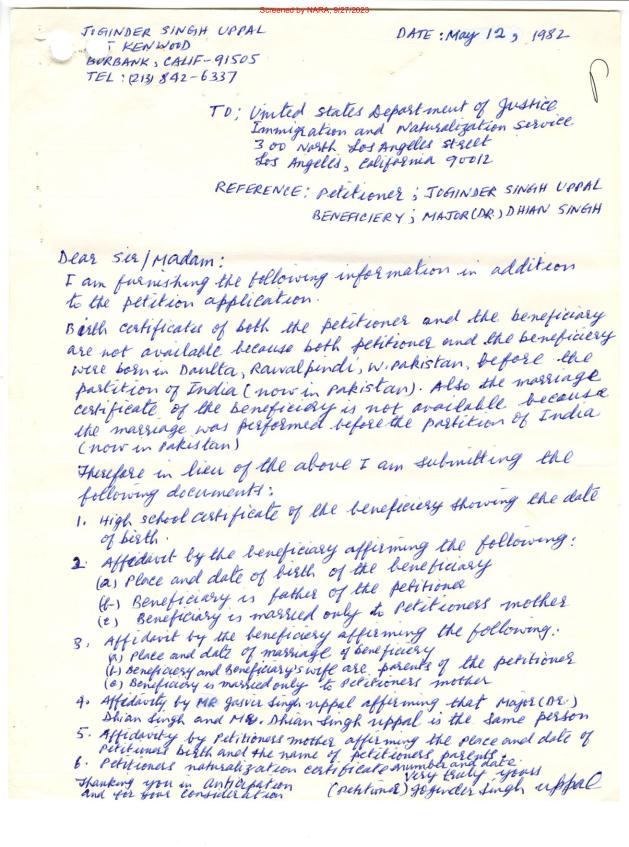 Screened by NARA, 9/27/2023
JOGINDER SINGH UPPAL
KENWOOD
BURBANK, CALIF-91505
TEL: (213) 842-6337
DATE: May 12, 1982
TO: United States Department of Justice
Immigration and Naturalization Service
300 North Los Angeles Street
Los Angeles, California 90012
REFERENCE: Petitioner; JOGINDER SINGH UPPAL
BENEFICIERY; MAJOR (DR.) DHIAN SINGH
Dear Sir/Madam:
I am furnishing the following information in addition
to the petition application.
Birth certificates of both the petitioner and the beneficiary
are not available because both petitioner and the beneficiery
were born in Daulta, Rawalpindi, W. Pakistan, before the
partition of India (now in Pakistan). Also the marriage
certificate of the beneficiery is not available because
the marriage was performed before the partition of India
(now in Pakistan)
Therefore in lieu of the above I am submitting the
following documents:
1. High school certificate of the beneficiery showing the date
of birth.
2. Affidavit by the beneficiary affirming the following:
(a) Place and date of birth of the beneficiary
(b) Beneficiary is father of the petitioner
(c) Beneficiary is married only to Petitioners mother
3. Affidavit by the beneficiery affirming the following:
(a) Place and date of marriage of beneficiery
(b) Beneficiery and Beneficiary's wife are parents of the petitioner
(c) Beneficiary is married only to Petitioners mother
4. Affidavity by MR Jasvir Singh Uppal affirming that Major (Dr.)
Dhian Singh and Mr. Dhian Singh Uppal is the same person
5. Affidavity by Petitioners mother affirming the place and date of
Petitioners birth and the name of petitioners parents.
6. Petitioners naturalization certificate number and date.
Thanking you in anticipation
and for your consideration
Very truly yours
(Petitioner) Joginder Singh Uppal